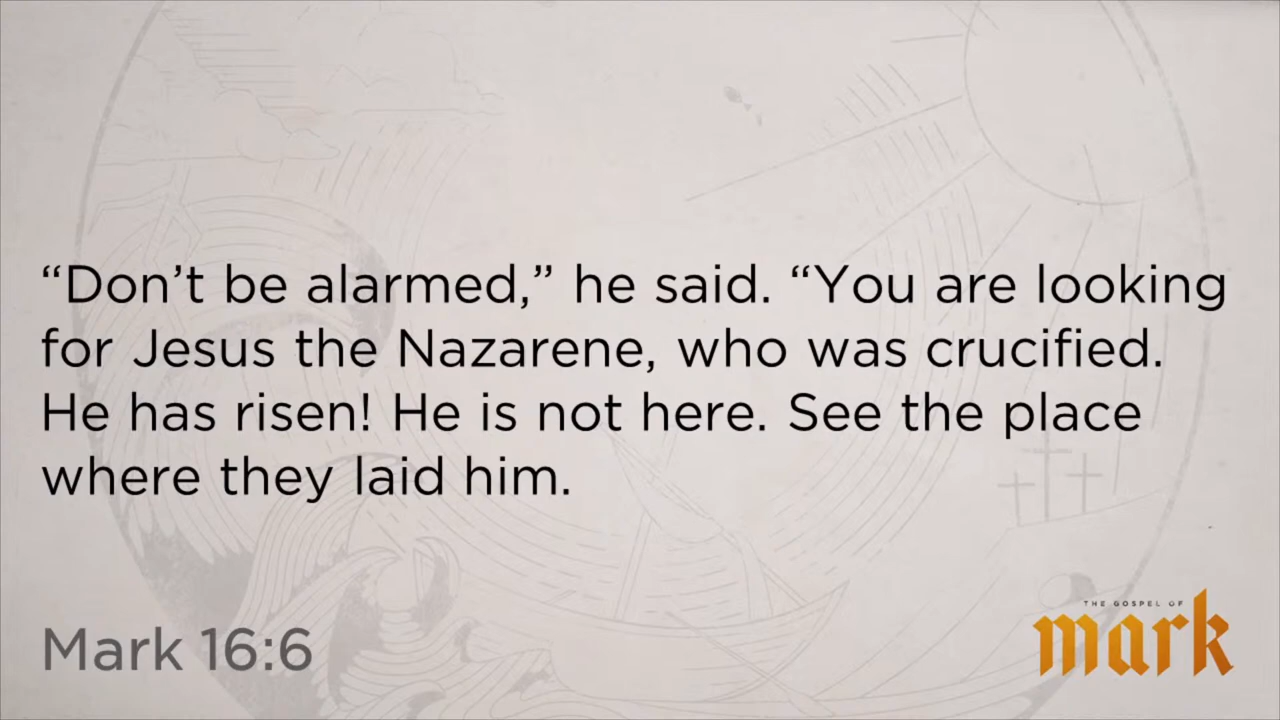 “Don’t be alarmed,” he said. “You are looking
for Jesus the Nazarene, who was crucified.
He has risen! He is not here. See the place
where they laid him.
Mark 16:6
THE GOSPEL OF
mark